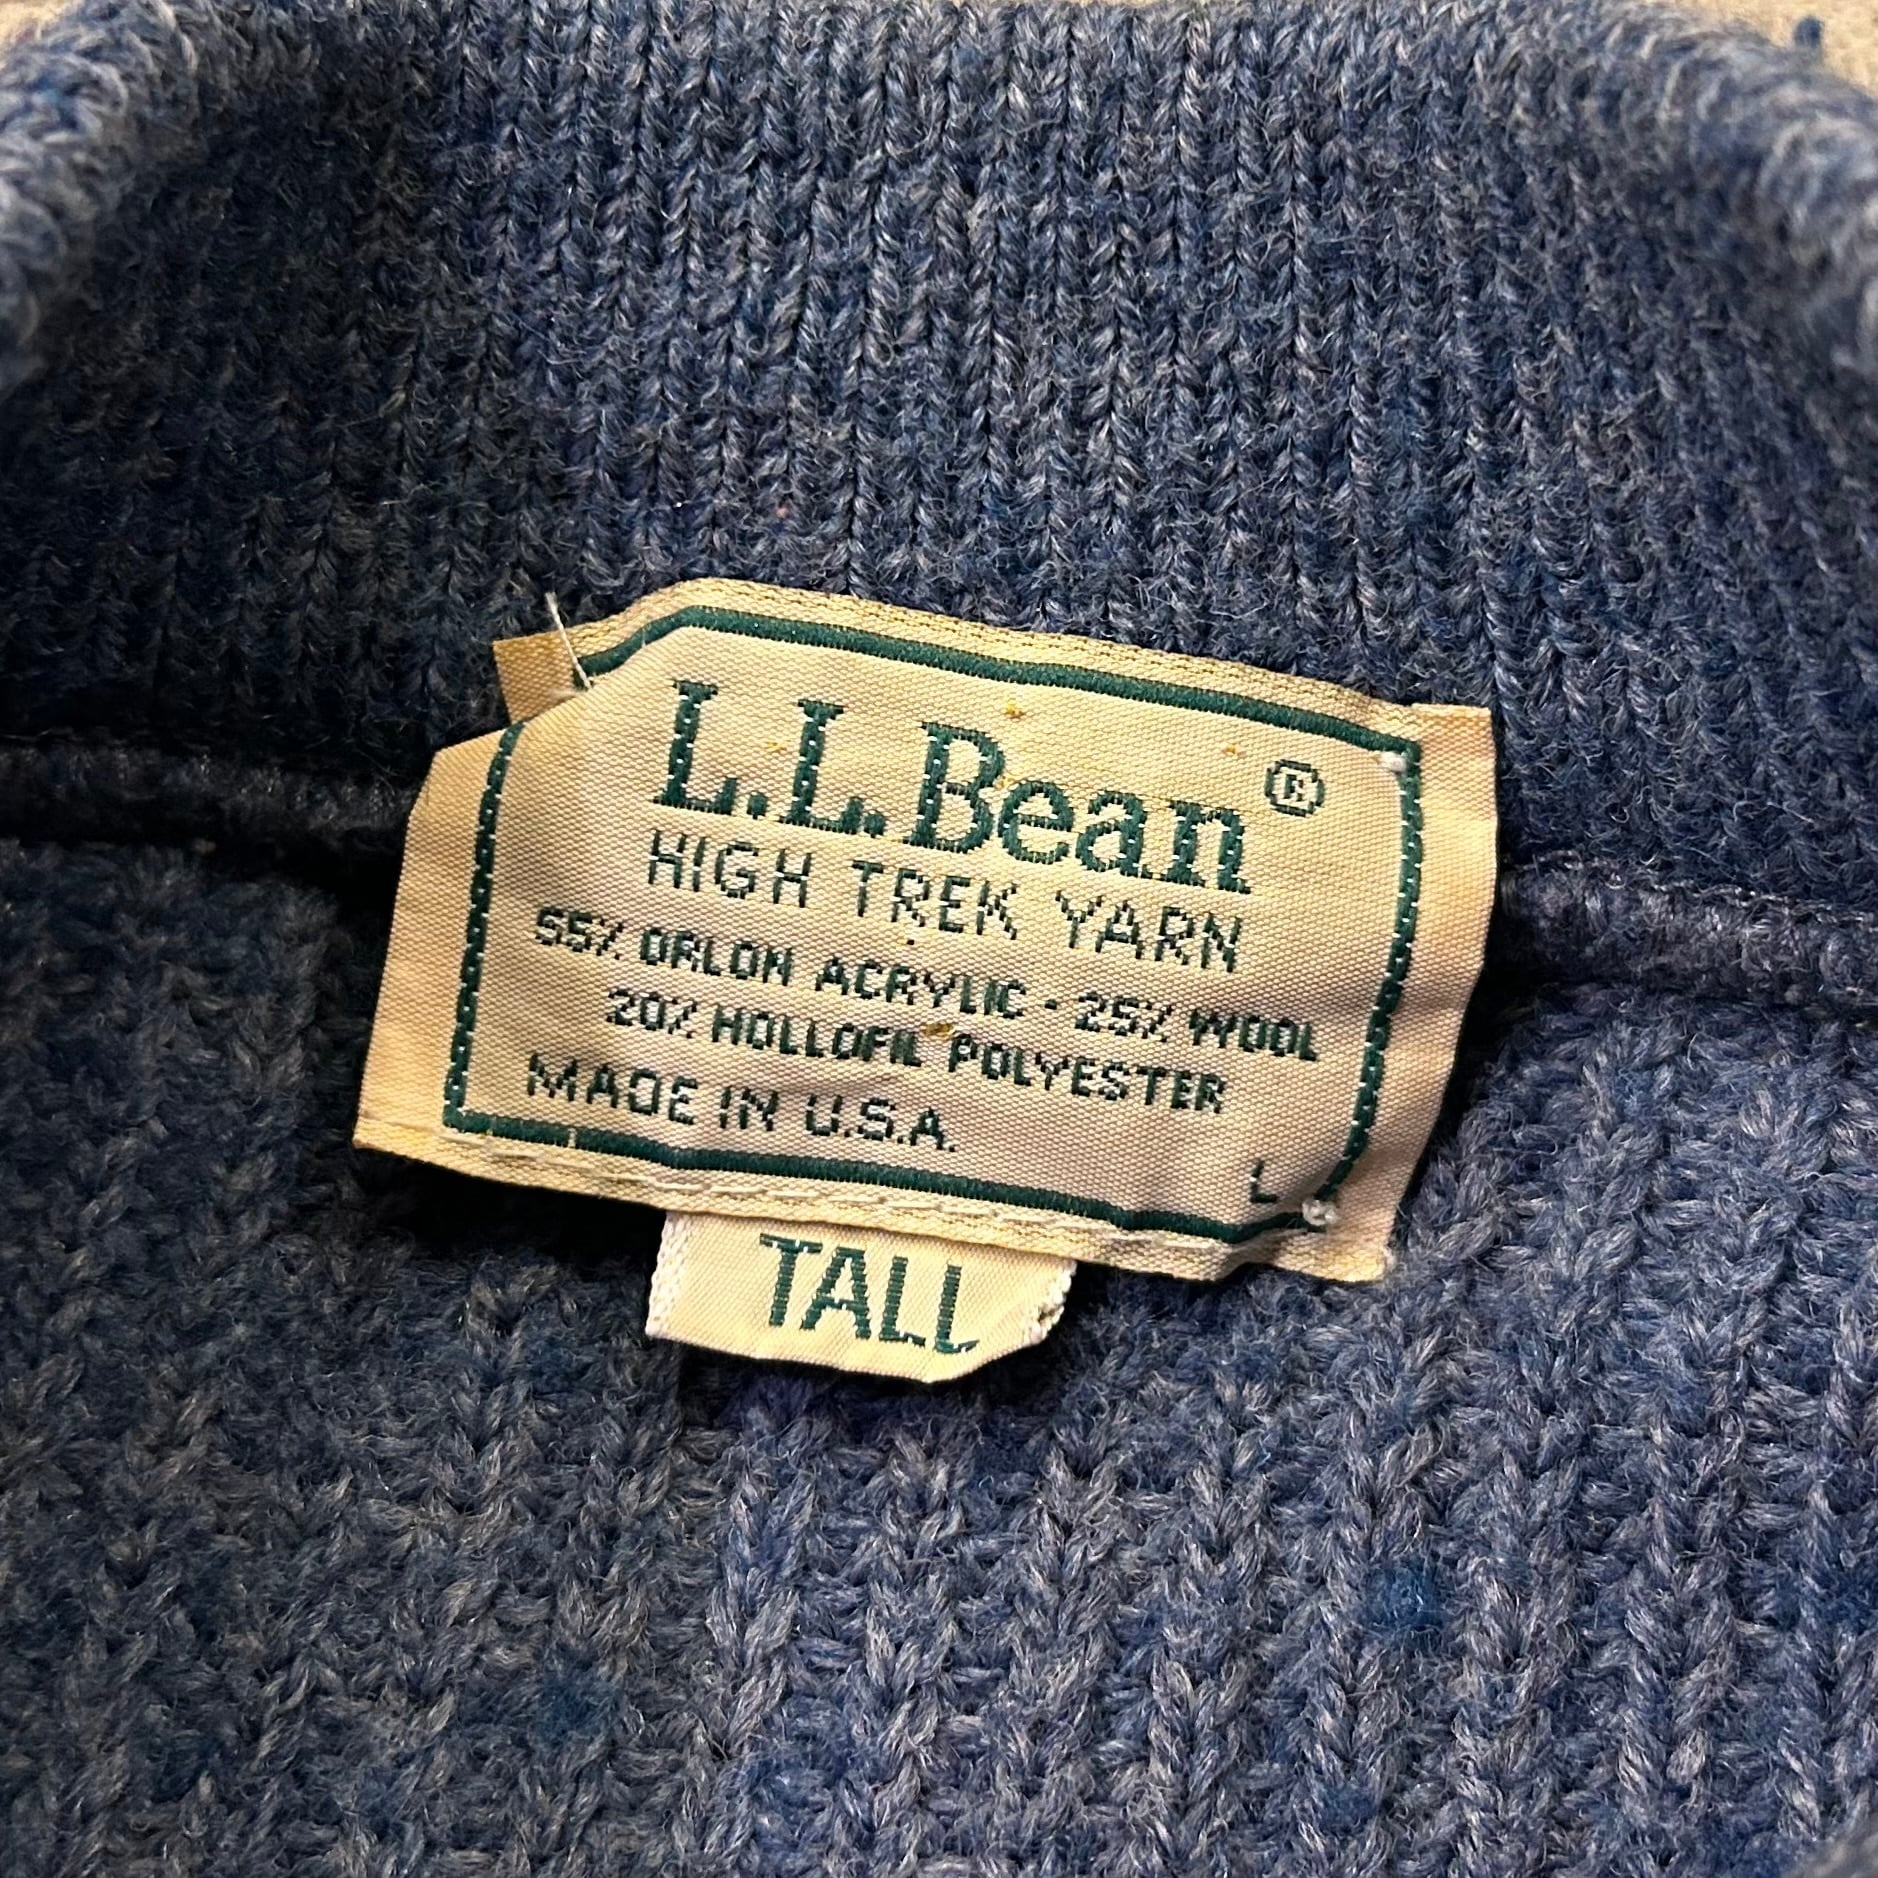 L.L.Bean®
HIGH TREK YARN
55% ORLON ACRYLIC - 25% WOOL
20% HOLLOFIL POLYESTER
MADE IN U.S.A.
L
TALL